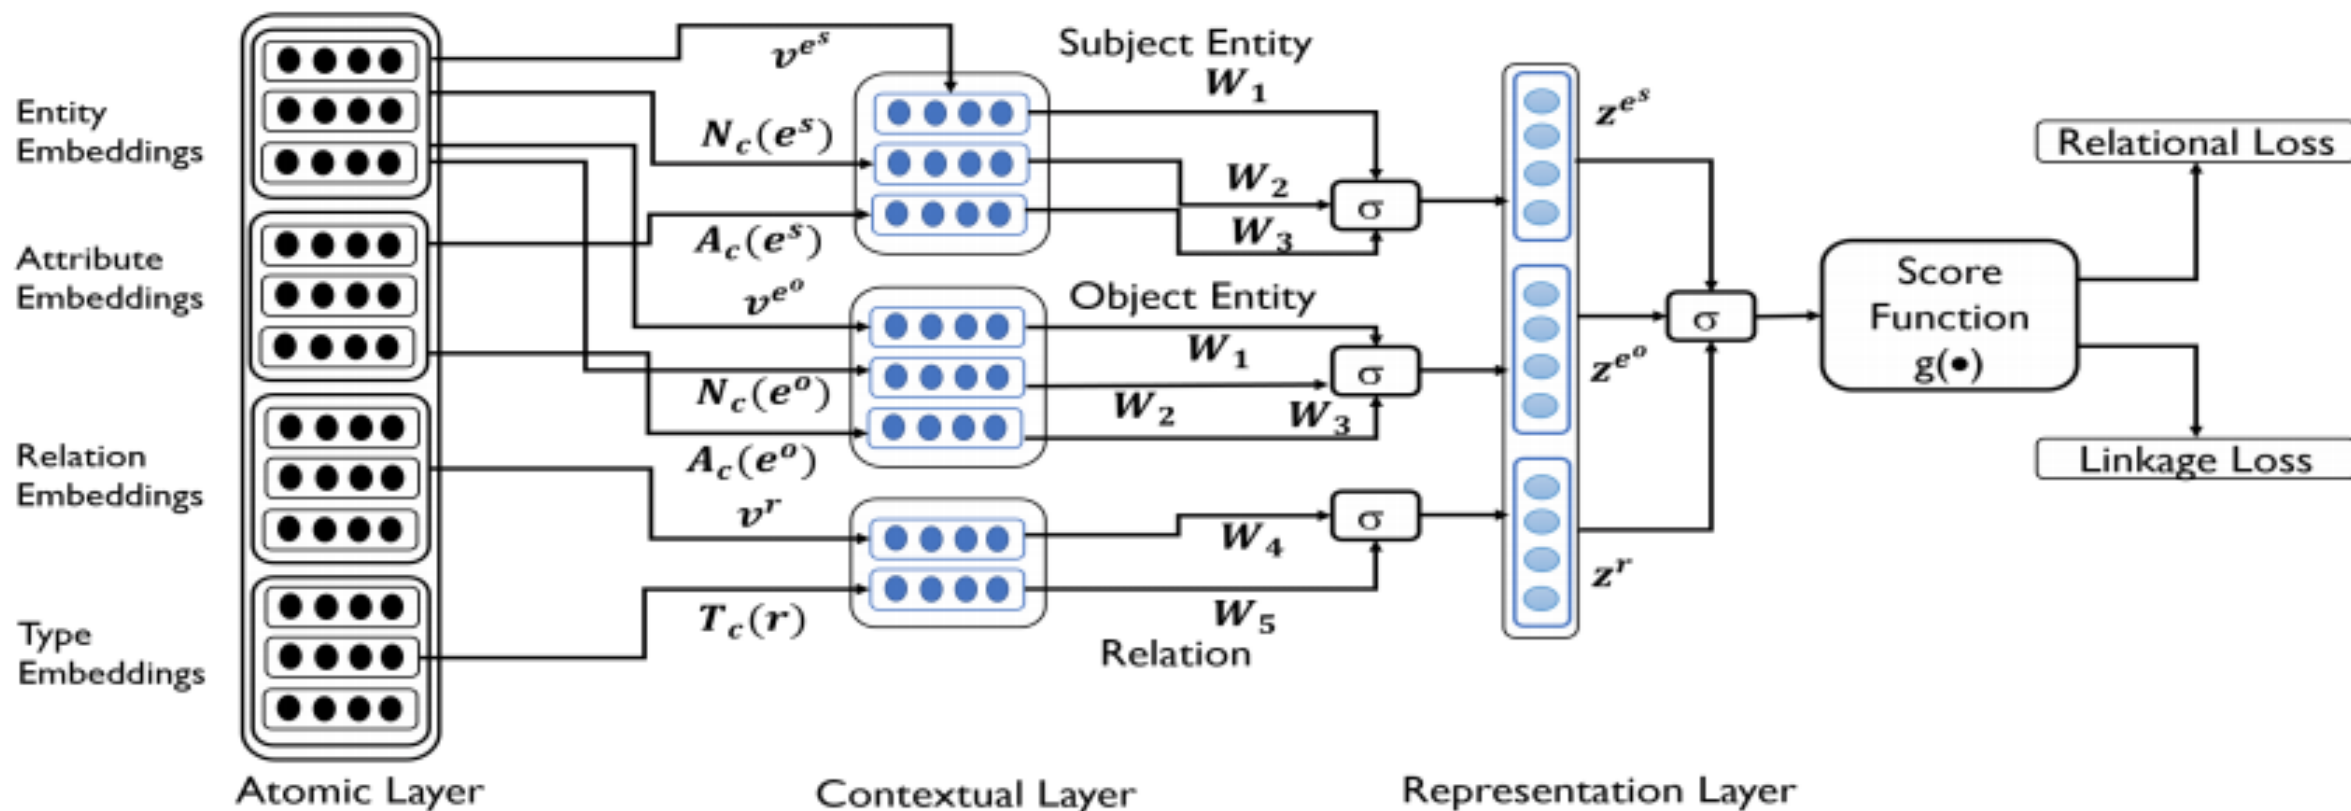 Entity
Embeddings
Attribute
Embeddings
Relation
Embeddings
Type
Embeddings
Atomic Layer
v^{e^s}
N_c(e^s)
A_c(e^s)
v^{e^o}
N_c(e^o)
A_c(e^o)
v^r
T_c(r)
Contextual Layer
Subject Entity
W_1
W_2
W_3
σ
Object Entity
W_1
W_2
W_3
σ
W_4
W_5
σ
Relation
Representation Layer
z^{e^s}
z^{e^o}
z^r
σ
Score
Function
g(•)
Relational Loss
Linkage Loss